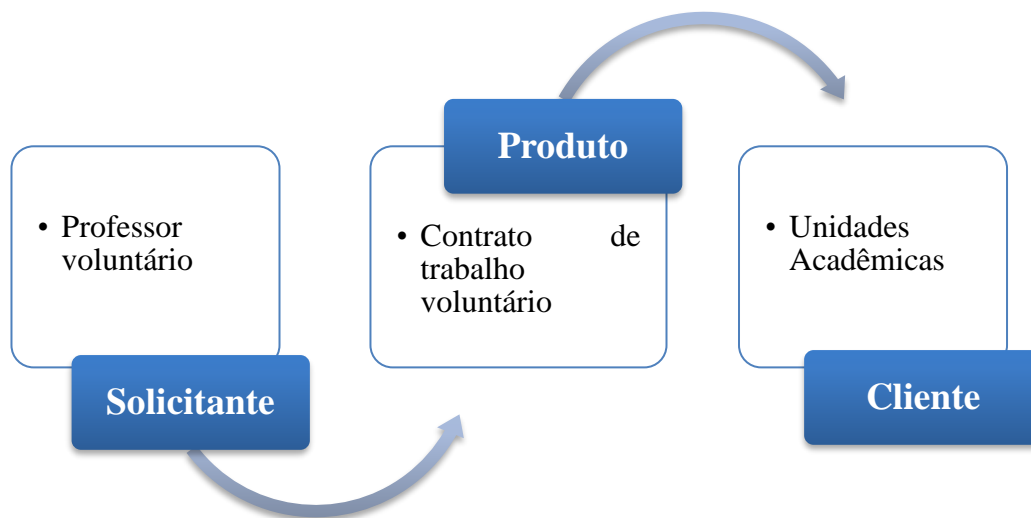 • Professor
voluntário
Solicitante
Produto
• Contrato de
trabalho
voluntário
• Unidades
Acadêmicas
Cliente